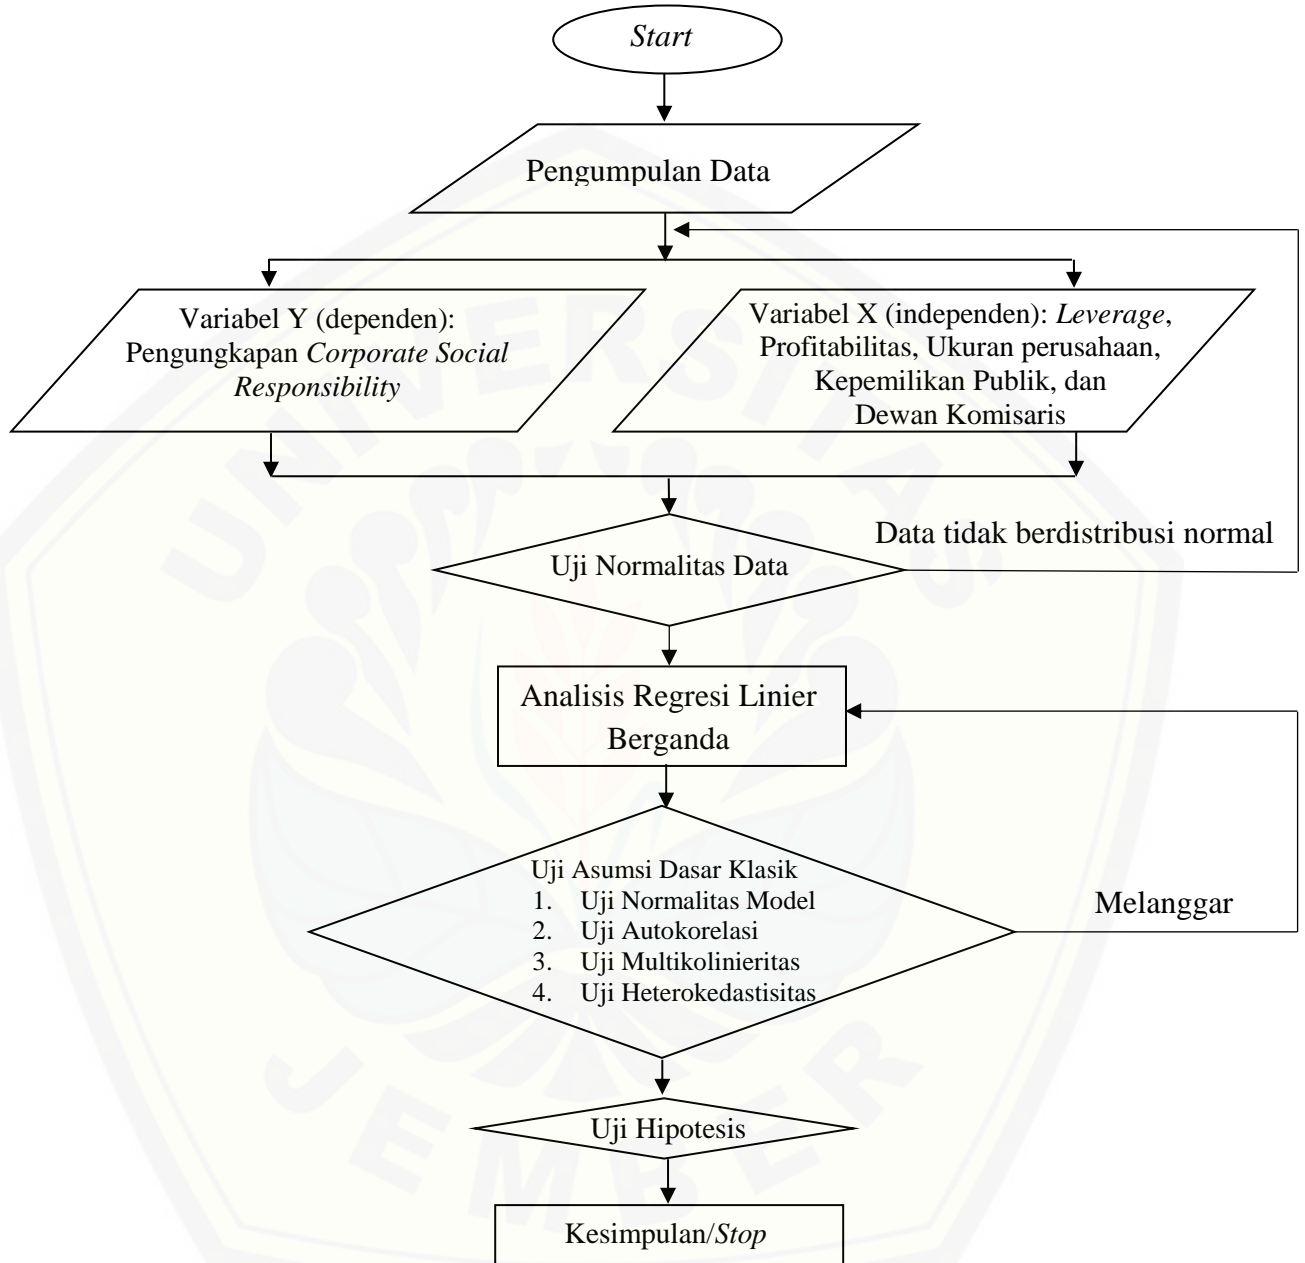 Start
Pengumpulan Data
Variabel Y (dependen):
Pengungkapan Corporate Social
Responsibility
Variabel X (independen): Leverage,
Profitabilitas, Ukuran perusahaan,
Kepemilikan Publik, dan
Dewan Komisaris
Data tidak berdistribusi normal
Uji Normalitas Data
Analisis Regresi Linier
Berganda
Uji Asumsi Dasar Klasik
1. Uji Normalitas Model
2. Uji Autokorelasi
3. Uji Multikolinieritas
4. Uji Heterokedastisitas
Melanggar
Uji Hipotesis
Kesimpulan/Stop
UNIVERSITAS
JEMBER